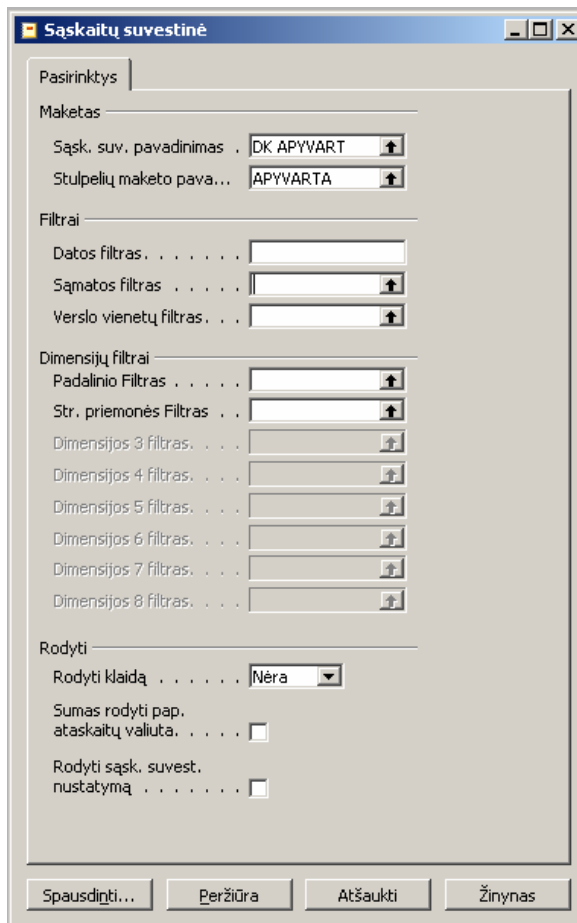 Sąskaitų suvestinė
Pasirinktys
Maketas
Sąsk. suv. pavadinimas . DK APYVART
Stulpelių maketo pava... APYVARTA
Filtrai
Datos filtras. . . . . . .
Sąmatos filtras . . . . .
Verslo vienetų filtras. . .
Dimensijų filtrai
Padalinio Filtras . . . . .
Str. priemonės Filtras . .
Dimensijos 3 filtras. . . .
Dimensijos 4 filtras. . . .
Dimensijos 5 filtras. . . .
Dimensijos 6 filtras. . . .
Dimensijos 7 filtras. . . .
Dimensijos 8 filtras. . . .
Rodyti
Rodyti klaidą . . . . . . Nėra
Sumas rodyti pap.
ataskaitų valiuta. . . . .
Rodyti sąsk. suvest.
nustatymą . . . . . . .
Spausdinti... Peržiūra Atšaukti Žinynas